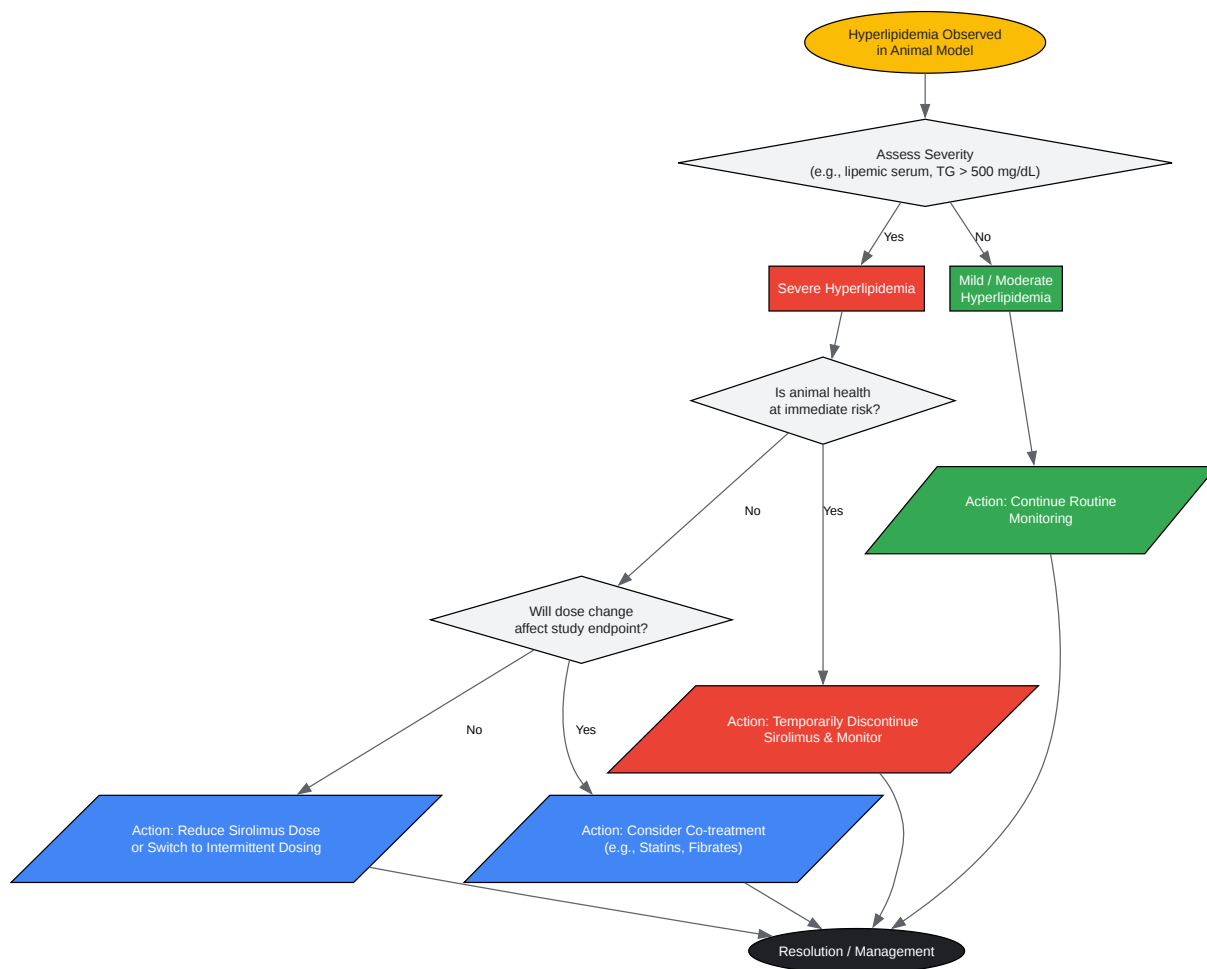 Hyperlipidemia Observed
in Animal Model
Assess Severity
(e.g., lipemic serum, TG > 500 mg/dL)
Yes
No
Severe Hyperlipidemia
Mild / Moderate
Hyperlipidemia
Is animal health
at immediate risk?
No
Yes
Action: Continue Routine
Monitoring
Will dose change
affect study endpoint?
No
Yes
Action: Temporarily Discontinue
Sirolimus & Monitor
Action: Reduce Sirolimus Dose
or Switch to Intermittent Dosing
Action: Consider Co-treatment
(e.g., Statins, Fibrates)
Resolution / Management